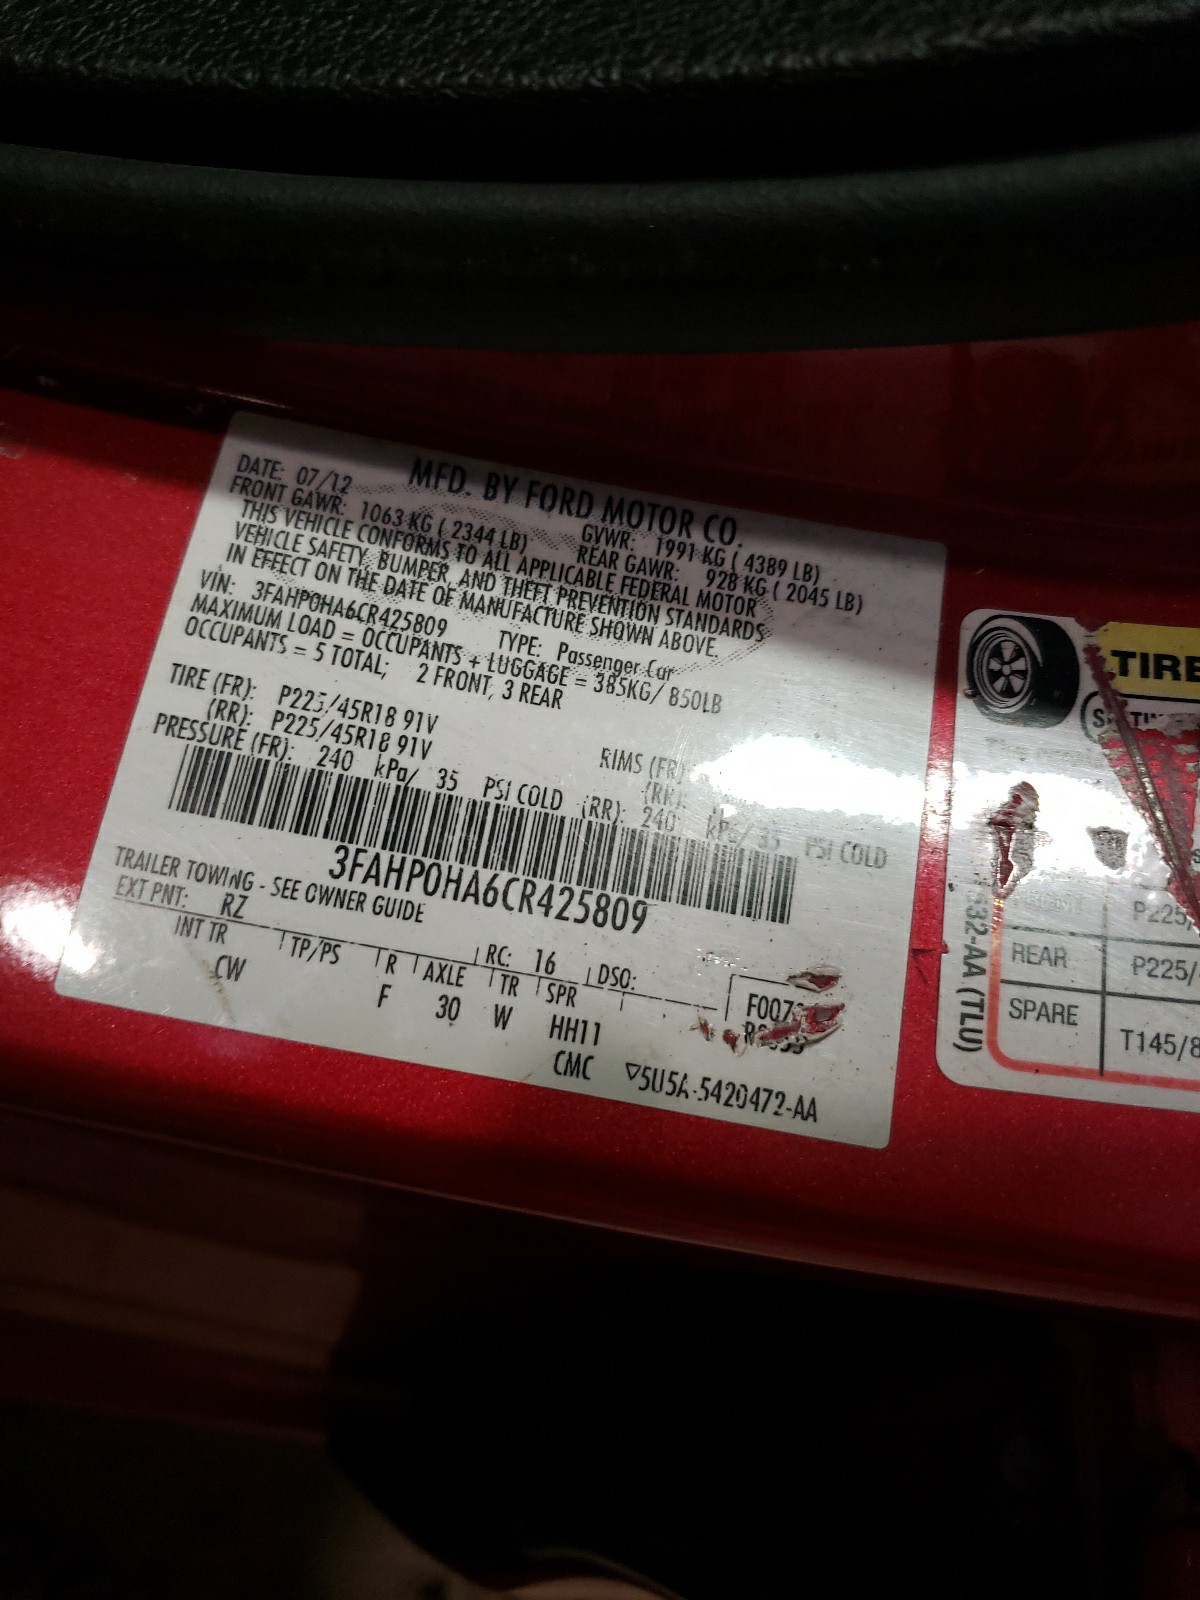 MFD. BY FORD MOTOR CO.
DATE: 07/12 GVWR: 1991 KG ( 4389 LB)
FRONT GAWR: 1063 KG ( 2344 LB) REAR GAWR: 928 KG ( 2045 LB)
THIS VEHICLE CONFORMS TO ALL APPLICABLE FEDERAL MOTOR
VEHICLE SAFETY, BUMPER, AND THEFT PREVENTION STANDARDS
IN EFFECT ON THE DATE OF MANUFACTURE SHOWN ABOVE.
VIN: 3FAHP0HA6CR425809 TYPE: Passenger Car
MAXIMUM LOAD = OCCUPANTS + LUGGAGE = 385KG/ 850LB
OCCUPANTS = 5 TOTAL; 2 FRONT, 3 REAR
TIRE (FR): P225/45R18 91V RIMS (FR)
(RR): P225/45R18 91V (RR):
PRESSURE (FR): 240 kPa/ 35 PSI COLD (RR): 240 kPa/ 35 PSI COLD
3FAHP0HA6CR425809
TRAILER TOWING - SEE OWNER GUIDE
EXT PNT: RZ RC: 16 DSO:
INT TR TP/PS R AXLE TR SPR
CW F 30 W HH11
CMC ▽5U5A-5420472-AA
TIRE
REAR P225/
SPARE T145/8
532-AA (TLU)
P225/